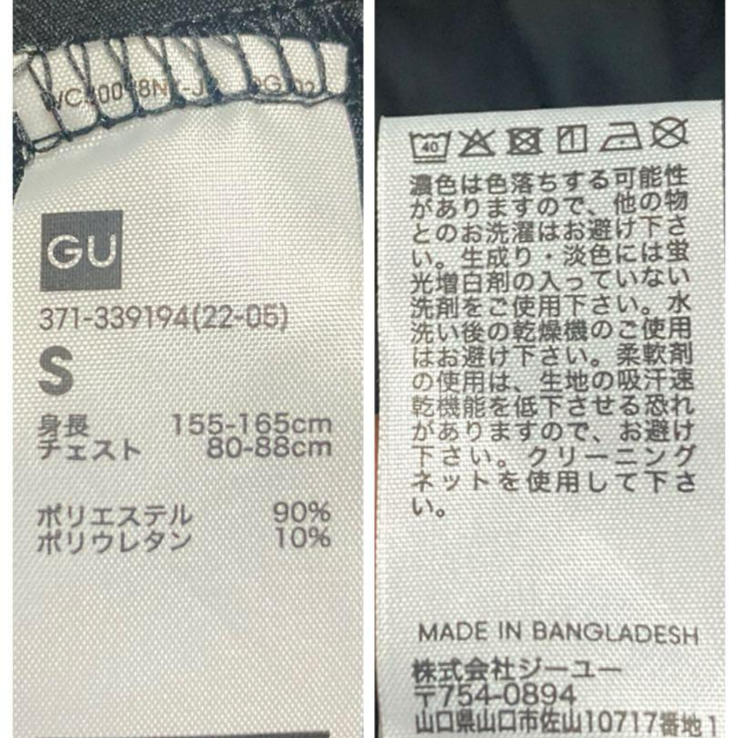 GU
371-339194(22-05)
S
身長 155-165cm
チェスト 80-88cm
ポリエステル 90%
ポリウレタン 10%
40
濃色は色落ちする可能性
がありますので、他の物
とのお洗濯はお避け下さ
い。生成り・淡色には蛍
光増白剤の入っていない
洗剤をご使用下さい。水
洗い後の乾燥機のご使用
はお避け下さい。柔軟剤
の使用は、生地の吸汗速
乾機能を低下させる恐れ
がありますので、お避け
下さい。クリーニング
ネットを使用して下さ
い。
MADE IN BANGLADESH
株式会社ジーユー
〒754-0894
山口県山口市佐山10717番地1